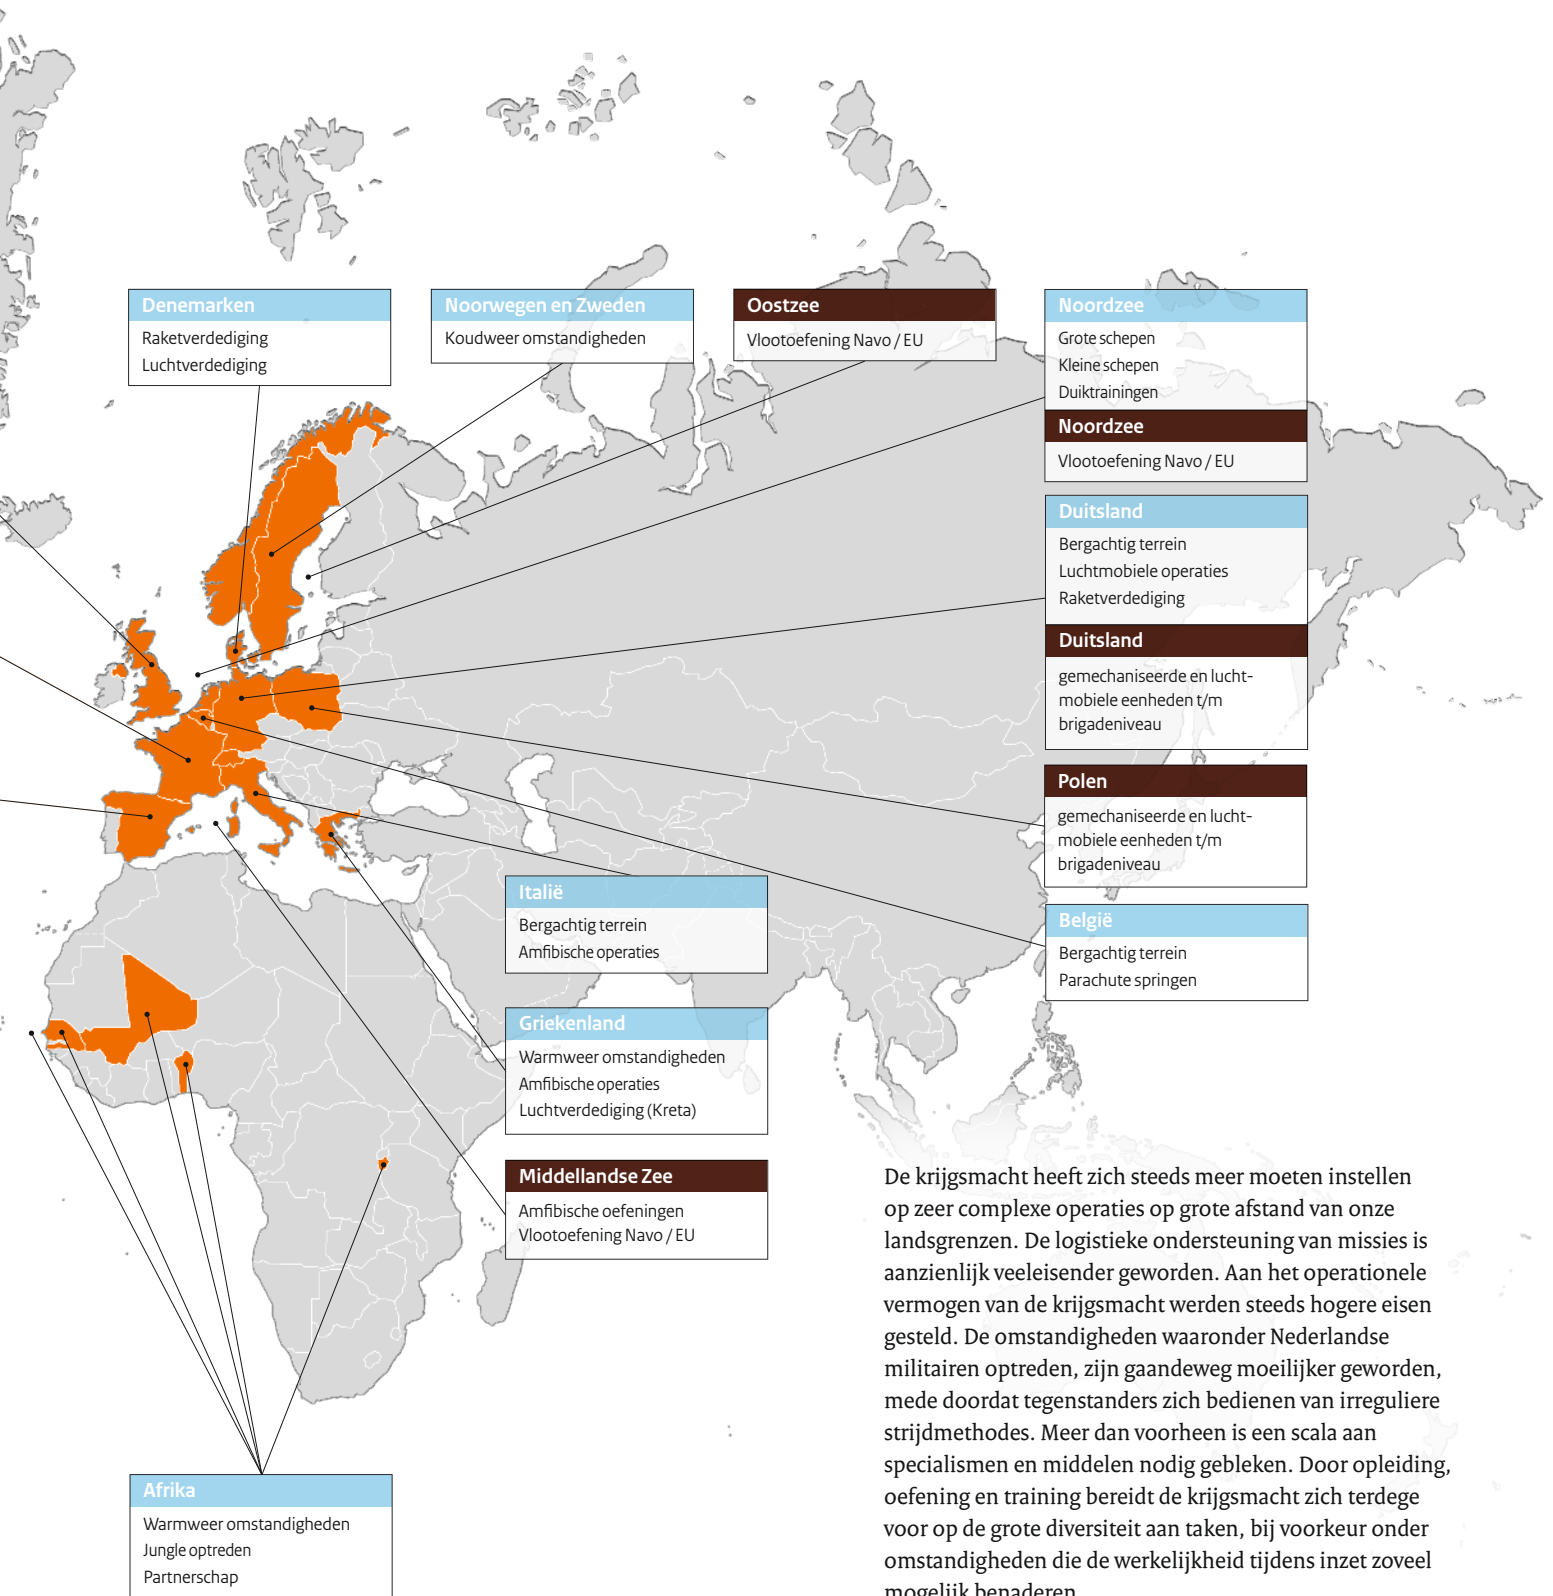 Denemarken
Raketverdediging
Luchtverdediging
Noorwegen en Zweden
Koudweer omstandigheden
Oostzee
Vlootoefening Navo / EU
Noordzee
Grote schepen
Kleine schepen
Duiktrainingen
Noordzee
Vlootoefening Navo / EU
Duitsland
Bergachtig terrein
Luchtmobiele operaties
Raketverdediging
Duitsland
gemechaniseerde en lucht-
mobiele eenheden t/m
brigadeniveau
Polen
gemechaniseerde en lucht-
mobiele eenheden t/m
brigadeniveau
België
Bergachtig terrein
Parachute springen
Italië
Bergachtig terrein
Amfibische operaties
Griekenland
Warmweer omstandigheden
Amfibische operaties
Luchtverdediging (Kreta)
Middellandse Zee
Amfibische oefeningen
Vlootoefening Navo / EU
Afrika
Warmweer omstandigheden
Jungle optreden
Partnerschap
De krijgsmacht heeft zich steeds meer moeten instellen
op zeer complexe operaties op grote afstand van onze
landsgrenzen. De logistieke ondersteuning van missies is
aanzienlijk veeleisender geworden. Aan het operationele
vermogen van de krijgsmacht werden steeds hogere eisen
gesteld. De omstandigheden waaronder Nederlandse
militairen optreden, zijn gaandeweg moeilijker geworden,
mede doordat tegenstanders zich bedienen van irreguliere
strijdmethodes. Meer dan voorheen is een scala aan
specialismen en middelen nodig gebleken. Door opleiding,
oefening en training bereidt de krijgsmacht zich terdege
voor op de grote diversiteit aan taken, bij voorkeur onder
omstandigheden die de werkelijkheid tijdens inzet zoveel
mogelijk benaderen